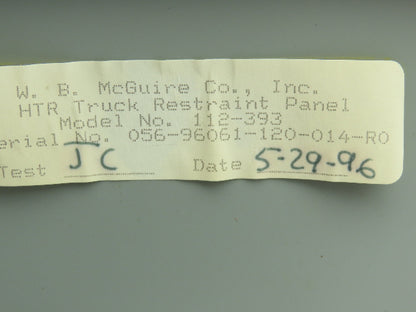 W. B. McGuire Co., Inc.
HTR Truck Restraint Panel
Model No. 112-393
erial No. 056-96061-120-014-R0
Test JC Date 5-29-96